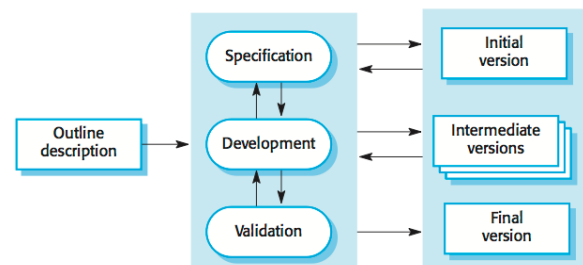 Specification
Initial
version
Outline
description
Development
Intermediate
versions
Validation
Final
version